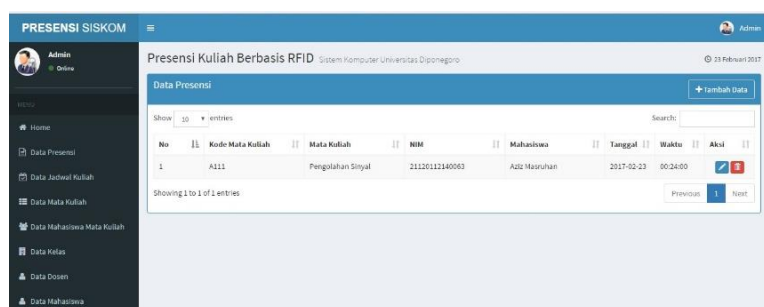 PRESENSI SISKOM
Admin
Admin
Online
MENU
Home
Data Presensi
Data Jadwal Kuliah
Data Mata Kuliah
Data Mahasiswa Mata Kuliah
Data Kelas
Data Dosen
Data Mahasiswa
Presensi Kuliah Berbasis RFID Sistem Komputer Universitas Diponegoro
23 Februari 2017
Data Presensi
+ Tambah Data
Show 10 entries
Search:
No Kode Mata Kuliah Mata Kuliah NIM Mahasiswa Tanggal Waktu Aksi
1 A111 Pengolahan Sinyal 21120112140063 Aziz Masruhan 2017-02-23 00:24:00
Showing 1 to 1 of 1 entries
Previous 1 Next